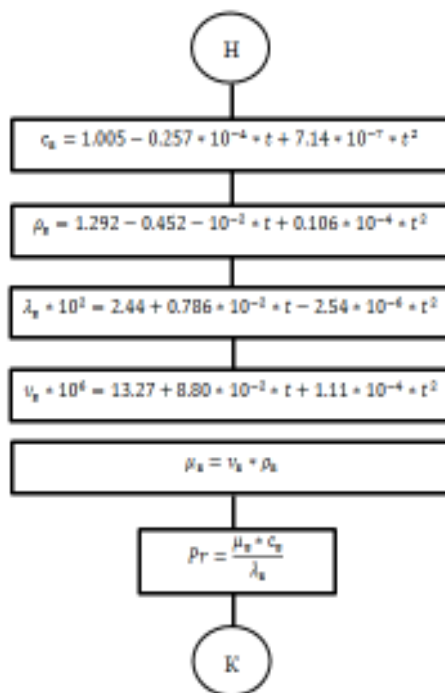 Н
c_в = 1.005 − 0.257 * 10^{−4} * t + 7.14 * 10^{−7} * t^2
ρ_в = 1.292 − 0.452 − 10^{−2} * t + 0.106 * 10^{−4} * t^2
λ_в * 10^2 = 2.44 + 0.786 * 10^{−2} * t − 2.54 * 10^{−6} * t^2
ν_в * 10^6 = 13.27 + 8.80 * 10^{−2} * t + 1.11 * 10^{−4} * t^2
μ_в = ν_в * ρ_в
Pr = \frac{μ_в * c_в}{λ_в}
К